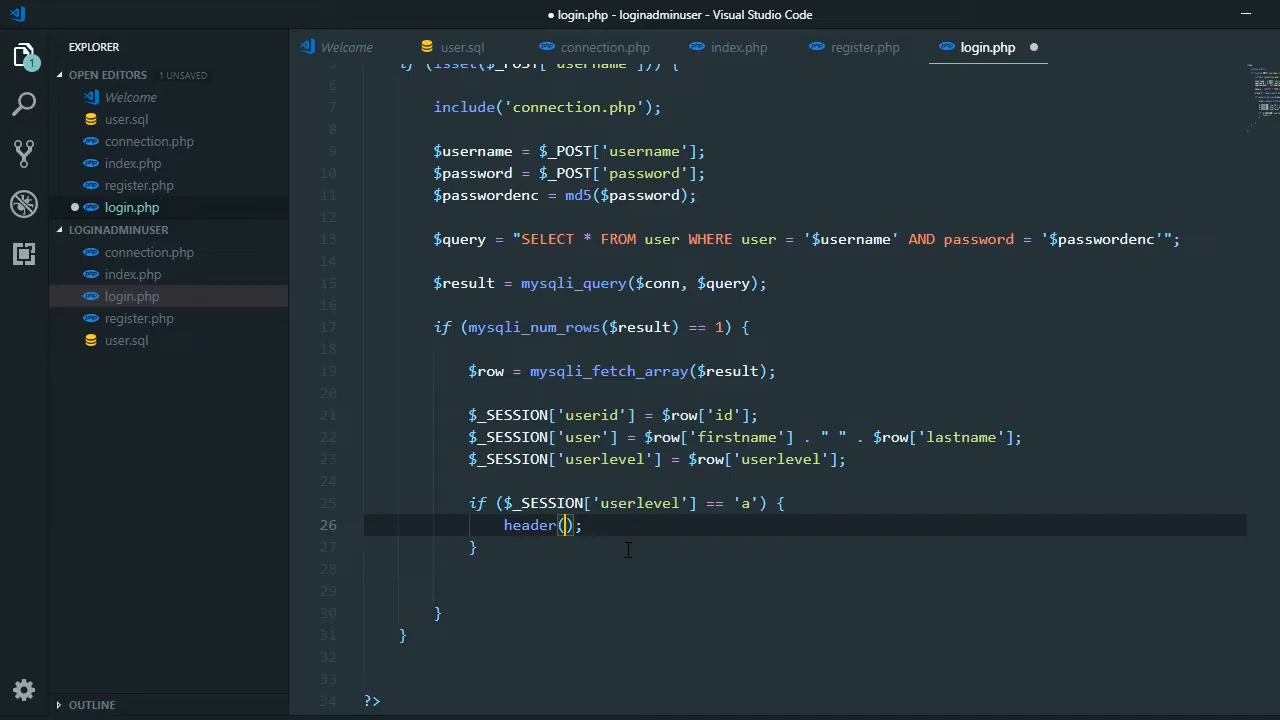 ● login.php - loginadminuser - Visual Studio Code
EXPLORER
OPEN EDITORS 1 UNSAVED
Welcome
user.sql
connection.php
index.php
register.php
● login.php
LOGINADMINUSER
connection.php
index.php
login.php
register.php
user.sql
OUTLINE
1
Welcome user.sql connection.php index.php register.php login.php ●
5 if (isset($_POST['username'])) {
6
7 include('connection.php');
8
9 $username = $_POST['username'];
10 $password = $_POST['password'];
11 $passwordenc = md5($password);
12
13 $query = "SELECT * FROM user WHERE user = '$username' AND password = '$passwordenc'";
14
15 $result = mysqli_query($conn, $query);
16
17 if (mysqli_num_rows($result) == 1) {
18
19 $row = mysqli_fetch_array($result);
20
21 $_SESSION['userid'] = $row['id'];
22 $_SESSION['user'] = $row['firstname'] . " " . $row['lastname'];
23 $_SESSION['userlevel'] = $row['userlevel'];
24
25 if ($_SESSION['userlevel'] == 'a') {
26 header();
27 }
28
29
30 }
31 }
32
33
34 ?>